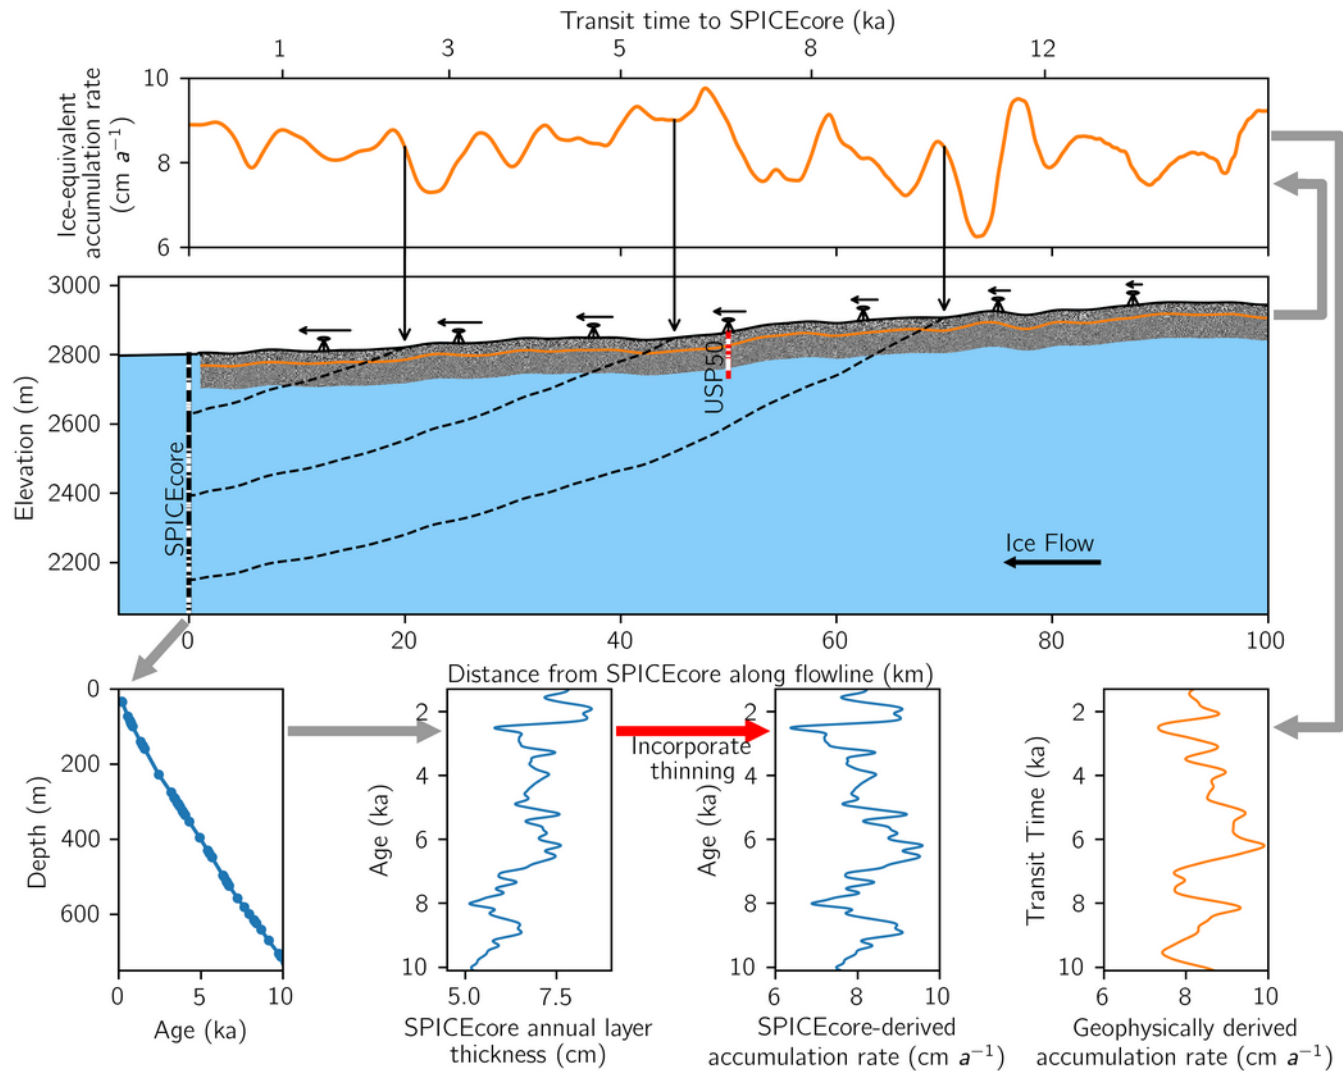 Transit time to SPICEcore (ka)
1 3 5 8 12
Ice-equivalent
accumulation rate
(cm a⁻¹)
10
8
6
3000
2800
2600
2400
2200
Elevation (m)
SPICEcore
USP50
Ice Flow
0 20 40 60 80 100
Distance from SPICEcore along flowline (km)
0
200
400
600
Depth (m)
0 5 10
Age (ka)
2
4
6
8
10
Age (ka)
5.0 7.5
SPICEcore annual layer
thickness (cm)
Incorporate
thinning
2
4
6
8
10
Age (ka)
6 8 10
SPICEcore-derived
accumulation rate (cm a⁻¹)
2
4
6
8
10
Transit Time (ka)
6 8 10
Geophysically derived
accumulation rate (cm a⁻¹)